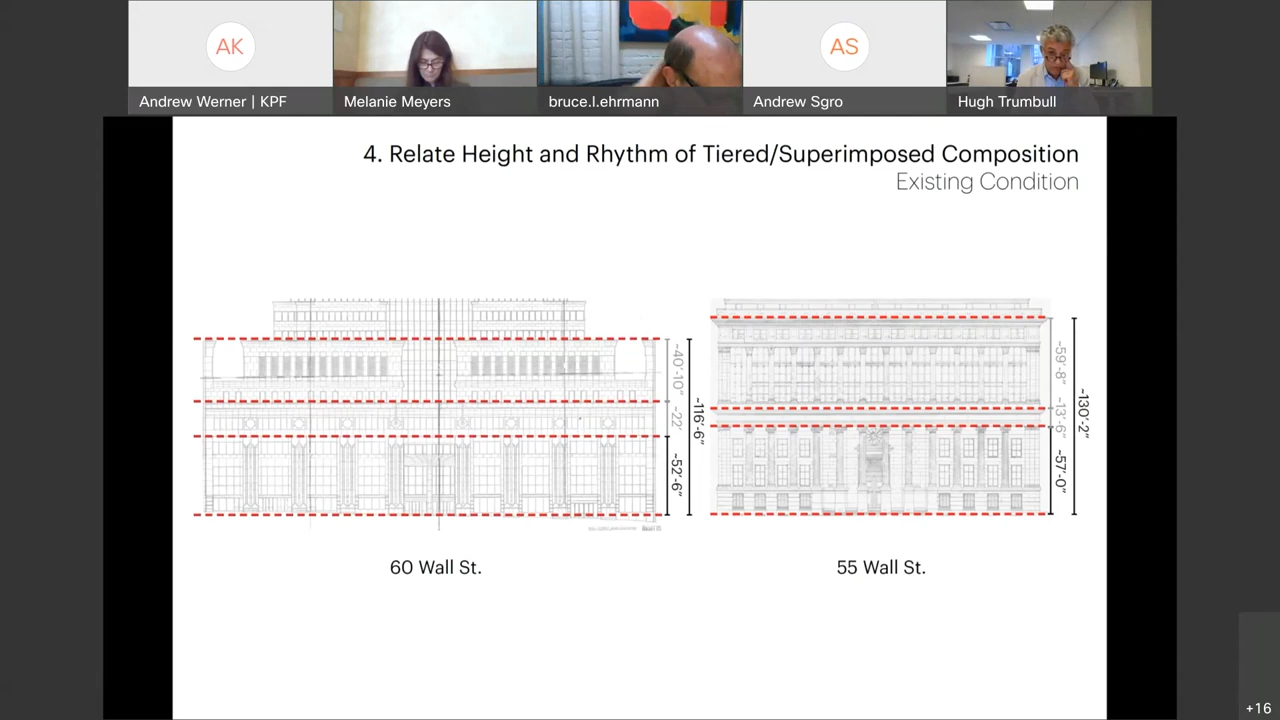 AK
AS
Andrew Werner | KPF
Melanie Meyers
bruce.l.ehrmann
Andrew Sgro
Hugh Trumbull
4. Relate Height and Rhythm of Tiered/Superimposed Composition
Existing Condition
~40'-10"
~22'
~52'-6"
~116'-6"
~59'-8"
~13'-6"
~57'-0"
~130'-2"
60 Wall St.
55 Wall St.
+16